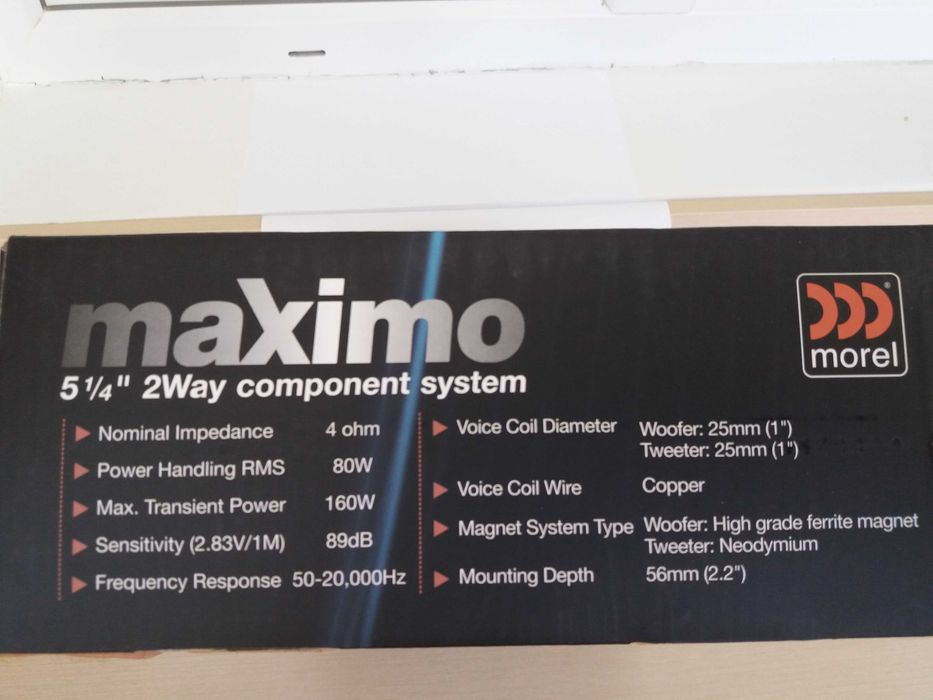 maximo
5 1/4" 2Way component system
Nominal Impedance 4 ohm
Power Handling RMS 80W
Max. Transient Power 160W
Sensitivity (2.83V/1M) 89dB
Frequency Response 50-20,000Hz
Voice Coil Diameter Woofer: 25mm (1")
Tweeter: 25mm (1")
Voice Coil Wire Copper
Magnet System Type Woofer: High grade ferrite magnet
Tweeter: Neodymium
Mounting Depth 56mm (2.2")
®
morel